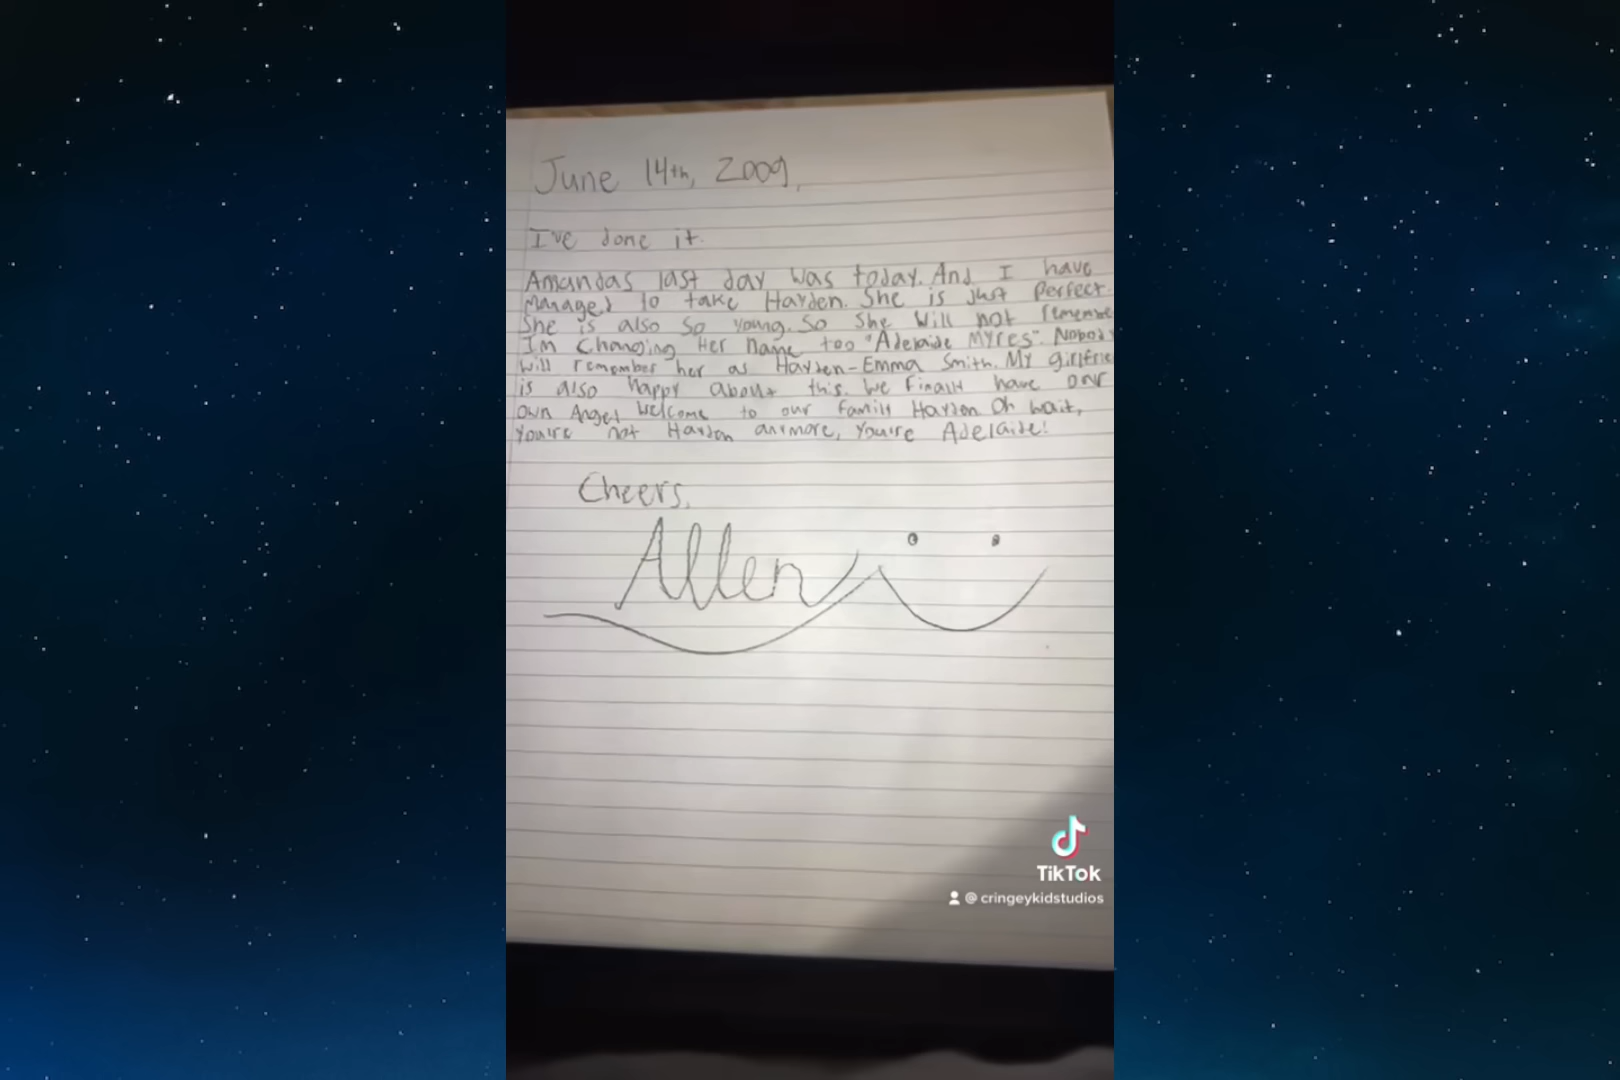 June 14th, 2009,
I've done it.
Amandas last day was today. And I have
managed to take Hayden. She is just perfect.
She is also so young. So she will not remembe
I'm changing Her name too "Adelaide Myres". Nobody
will remember her as Hayden-Emma Smith. My girlfrie
is also happy about this. We finaly have our
own Angel welcome to our family Hayden Oh wait,
you're not Hayden anymore, you're Adelaide!
Cheers,
Allen
TikTok
@ cringeykidstudios